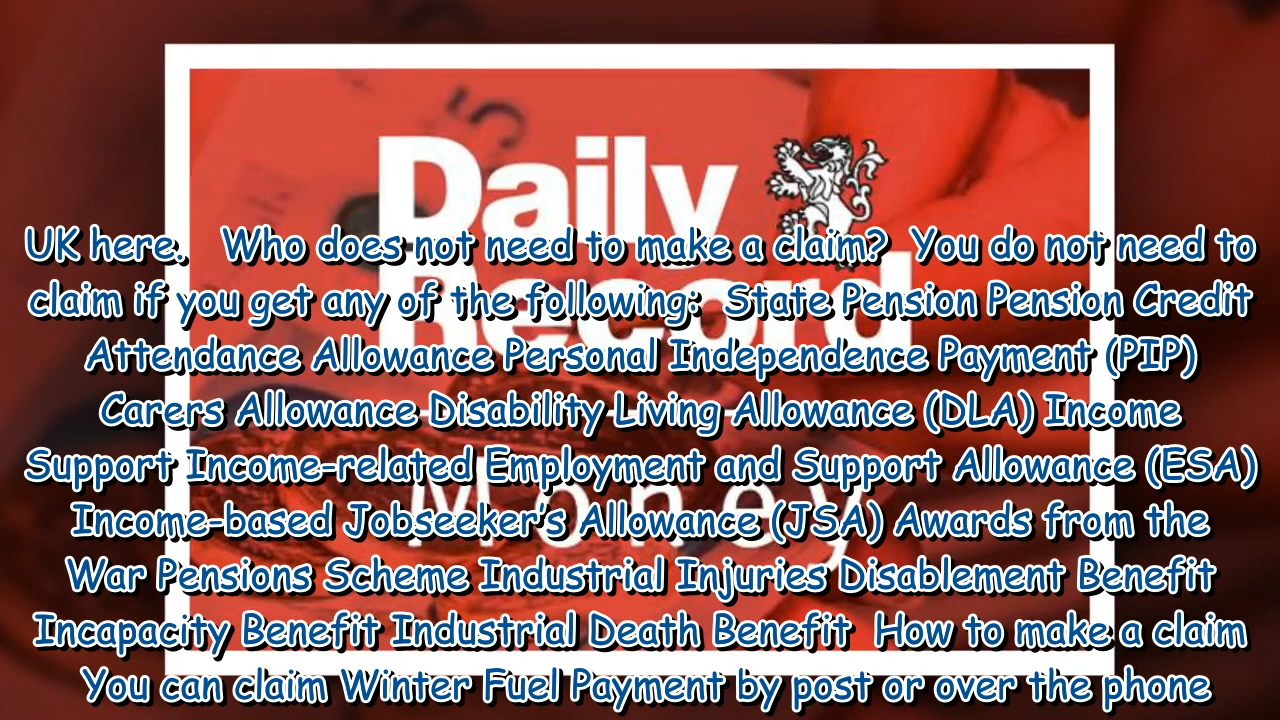 Daily
Record
Money
UK here. Who does not need to make a claim? You do not need to
claim if you get any of the following: State Pension Pension Credit
Attendance Allowance Personal Independence Payment (PIP)
Carers Allowance Disability Living Allowance (DLA) Income
Support Income-related Employment and Support Allowance (ESA)
Income-based Jobseeker's Allowance (JSA) Awards from the
War Pensions Scheme Industrial Injuries Disablement Benefit
Incapacity Benefit Industrial Death Benefit How to make a claim
You can claim Winter Fuel Payment by post or over the phone